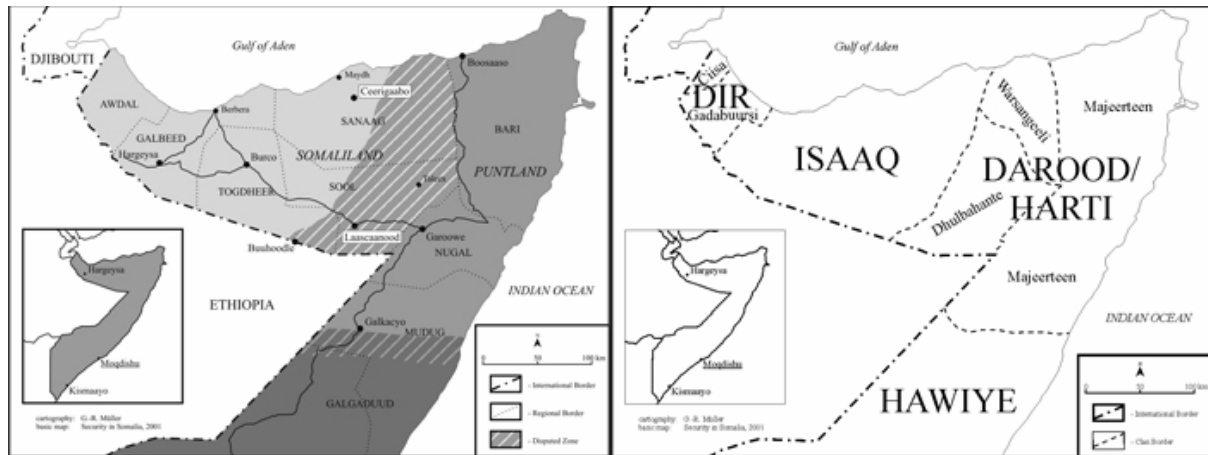 DJIBOUTI
Gulf of Aden
Boosaaso
Maydh
Ceerigaabo
AWDAL
Berbera
SANAAG
BARI
GALBEED
Hargeysa
Burco
SOMALILAND
PUNTLAND
TOGDHEER
SOOL
Taleex
Laascaanood
Garoowe
Buuhoodle
NUGAL
Hargeysa
ETHIOPIA
INDIAN OCEAN
Galkacyo
MUDUG
Moqdishu
Kismaayo
GALGADUUD
0 50 100 km
- International Border
- Regional Border
- Disputed Zone
cartography: G.-R. Müller
basic map: Security in Somalia, 2001
Gulf of Aden
Ciisa
DIR
Gadabuursi
Warsangeeli
Majeerteen
ISAAQ
DAROOD/
HARTI
Dhulbahante
Hargeysa
Majeerteen
INDIAN OCEAN
Moqdishu
Kismaayo
HAWIYE
0 50 100 km
- International Border
- Clan Border
cartography: G.-R. Müller
basic map: Security in Somalia, 2001